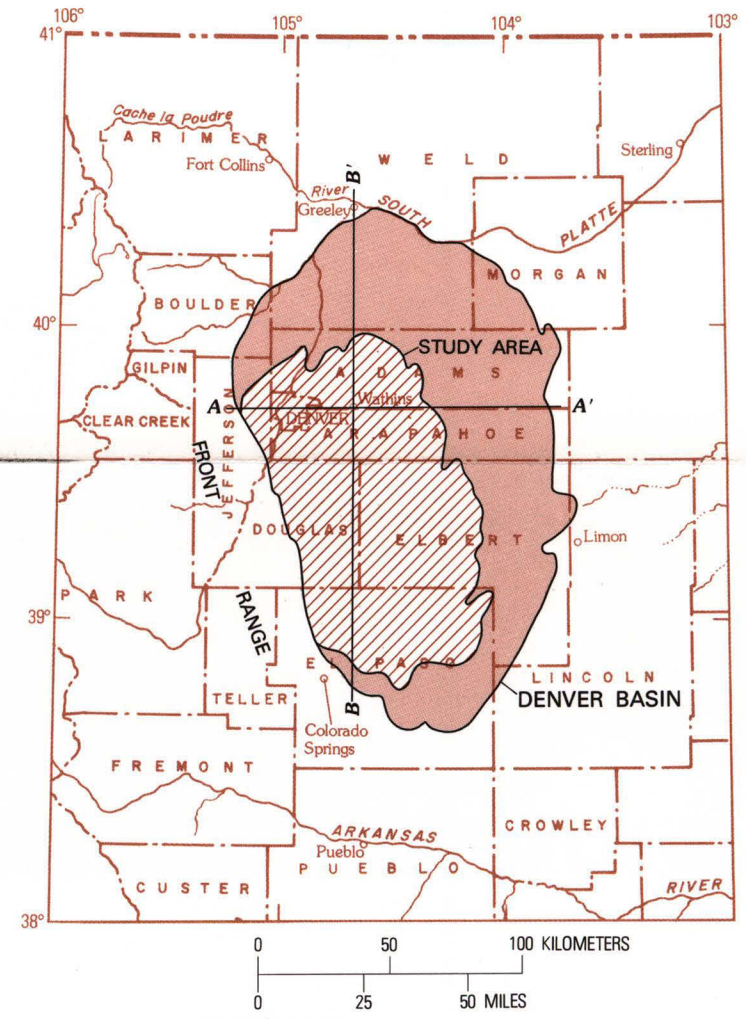 106°
105°
104°
103°
41°
Cache la Poudre
LARIMER
Fort Collins
WELD
Sterling
B'
River
Greeley
SOUTH
PLATTE
MORGAN
BOULDER
40°
STUDY AREA
GILPIN
ADAMS
Wathins
A
A'
CLEAR CREEK
DENVER
ARAPAHOE
JEFFERSON
FRONT
DOUGLAS
ELBERT
Limon
PARK
39°
RANGE
EL PASO
LINCOLN
TELLER
B
DENVER BASIN
Colorado
Springs
FREMONT
CROWLEY
ARKANSAS
Pueblo
PUEBLO
CUSTER
RIVER
38°
0 50 100 KILOMETERS
0 25 50 MILES